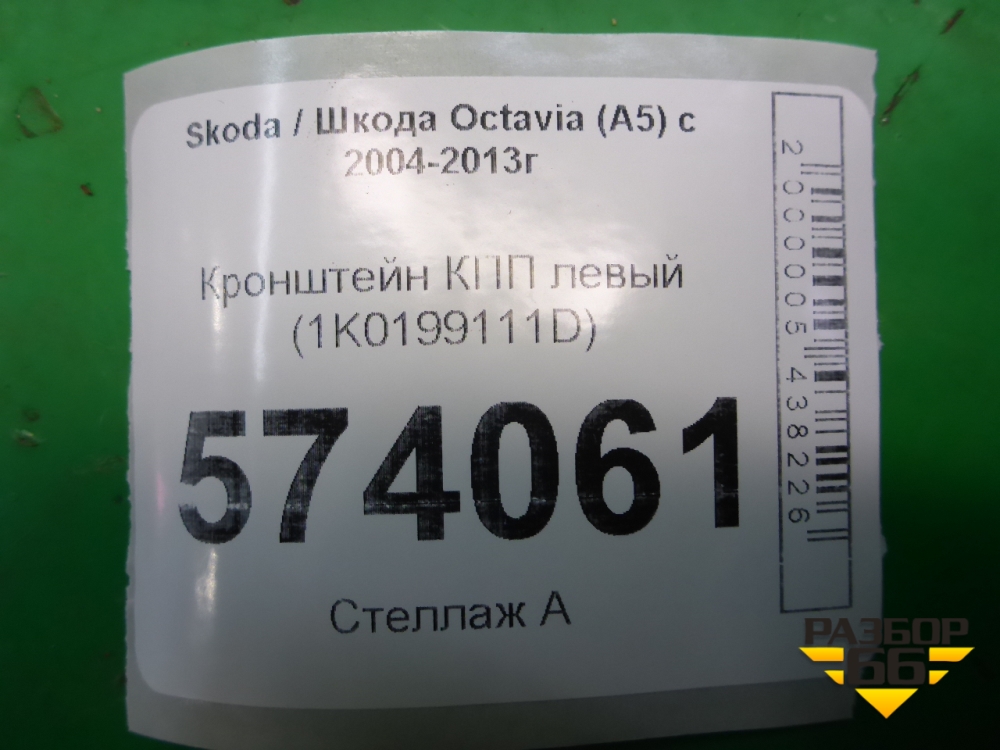 Skoda / Шкода Octavia (A5) с
2004-2013г
Кронштейн КПП левый
(1K0199111D)
574061
Стеллаж А
2000005438226
РАЗБОР
66